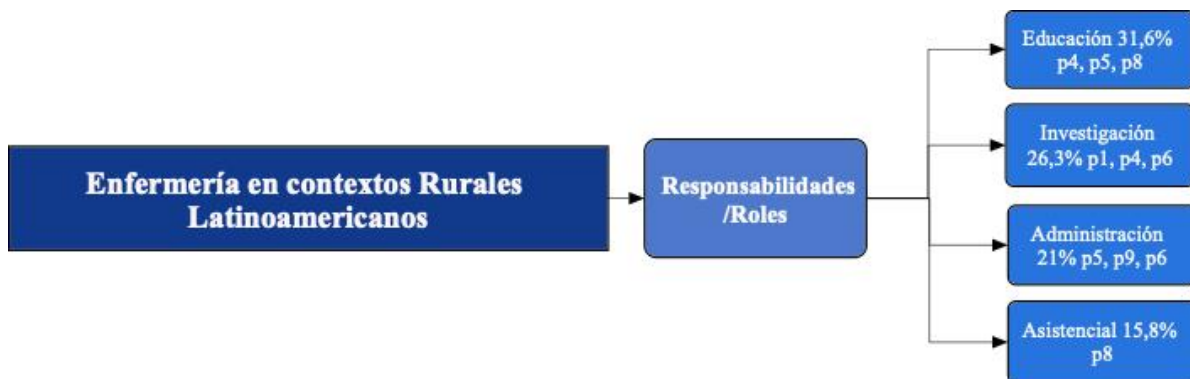 Enfermería en contextos Rurales
Latinoamericanos
Responsabilidades
/Roles
Educación 31,6%
p4, p5, p8
Investigación
26,3% p1, p4, p6
Administración
21% p5, p9, p6
Asistencial 15,8%
p8